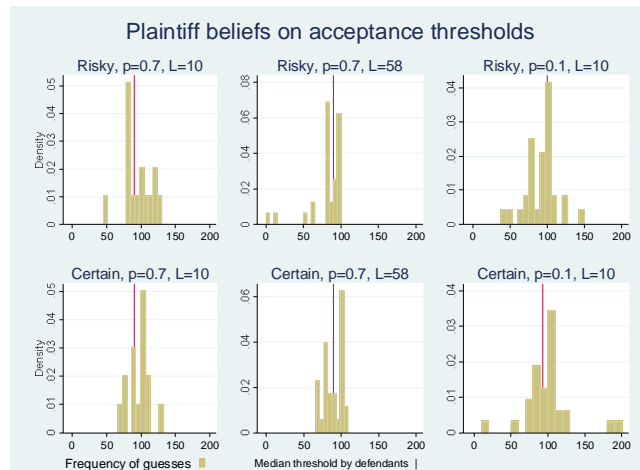 Plaintiff beliefs on acceptance thresholds
Risky, p=0.7, L=10
Risky, p=0.7, L=58
Risky, p=0.1, L=10
Density
0 .01 .02 .03 .04 .05
0 .02 .04 .06 .08
0 .01 .02 .03 .04
0 50 100 150 200
0 50 100 150 200
0 50 100 150 200
Certain, p=0.7, L=10
Certain, p=0.7, L=58
Certain, p=0.1, L=10
Density
0 .01 .02 .03 .04 .05
0 .02 .04 .06
0 .01 .02 .03 .04
0 50 100 150 200
0 50 100 150 200
0 50 100 150 200
Frequency of guesses
Median threshold by defendants